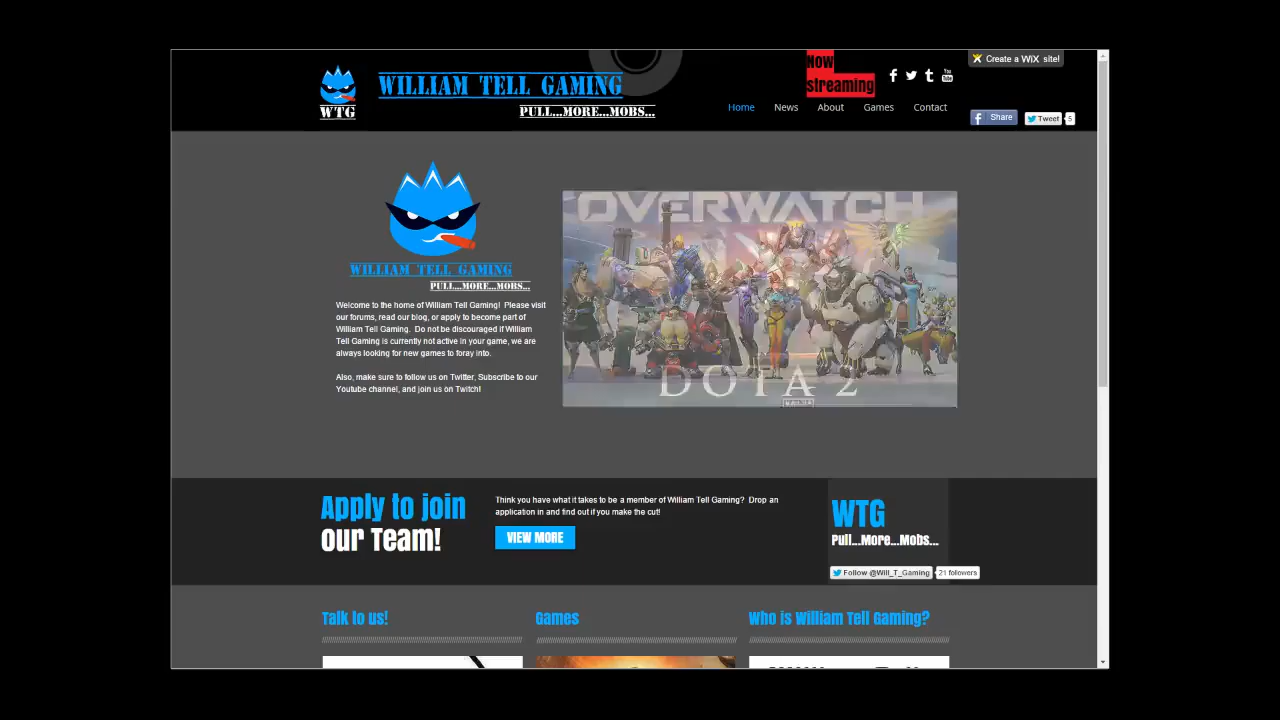 WTG
WILLIAM TELL GAMING
PULL...MORE...MOBS...
Now
streaming
You
Tube
Create a WiX site!
Home
News
About
Games
Contact
Share
Tweet
5
WILLIAM TELL GAMING
PULL...MORE...MOBS...
Welcome to the home of William Tell Gaming! Please visit
our forums, read our blog, or apply to become part of
William Tell Gaming. Do not be discouraged if William
Tell Gaming is currently not active in your game, we are
always looking for new games to foray into.
Also, make sure to follow us on Twitter, Subscribe to our
Youtube channel, and join us on Twitch!
OVERWATCH
DOTA 2
Apply to join
our Team!
Think you have what it takes to be a member of William Tell Gaming? Drop an
application in and find out if you make the cut!
VIEW MORE
WTG
Pull...More...Mobs...
Follow @Will_T_Gaming
21 followers
Talk to us!
Games
Who is William Tell Gaming?